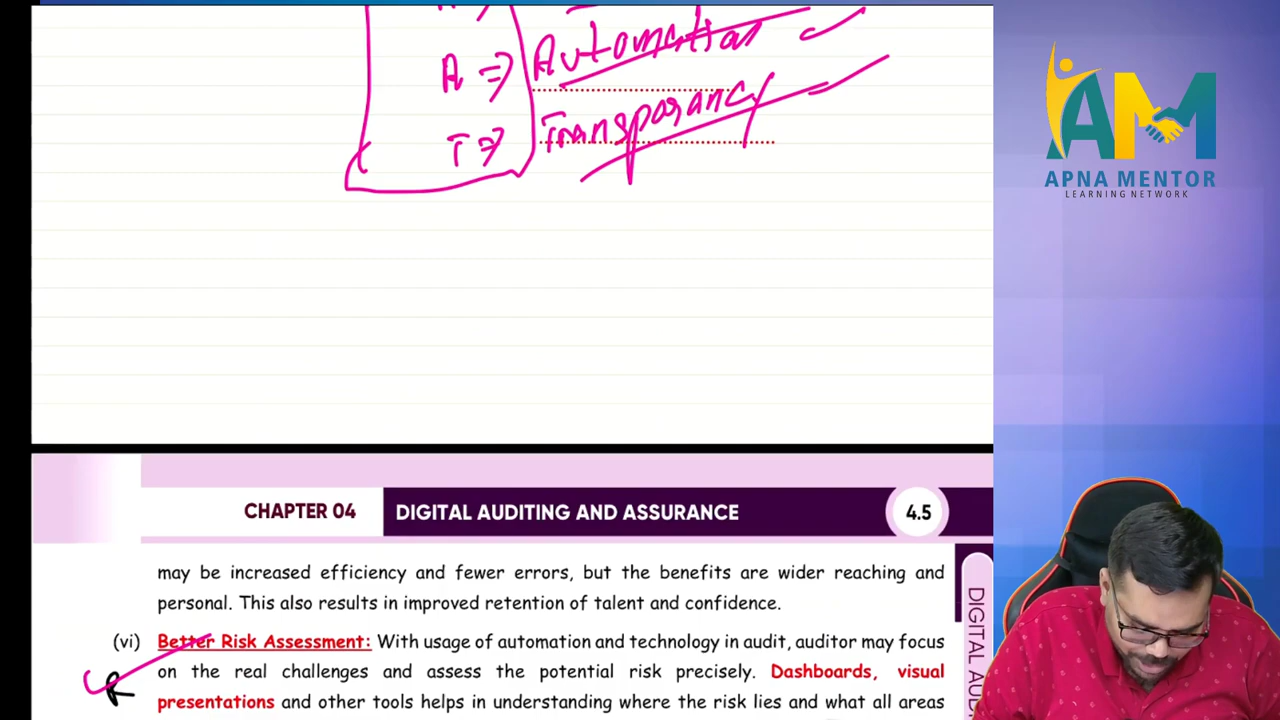 A ⇒ Automation
T ⇒ Transparancy
APNA MENTOR
LEARNING NETWORK
CHAPTER 04
DIGITAL AUDITING AND ASSURANCE
4.5
may be increased efficiency and fewer errors, but the benefits are wider reaching and
personal. This also results in improved retention of talent and confidence.
(vi) Better Risk Assessment: With usage of automation and technology in audit, auditor may focus
on the real challenges and assess the potential risk precisely. Dashboards, visual
R
presentations and other tools helps in understanding where the risk lies and what all areas
DIGITAL AU